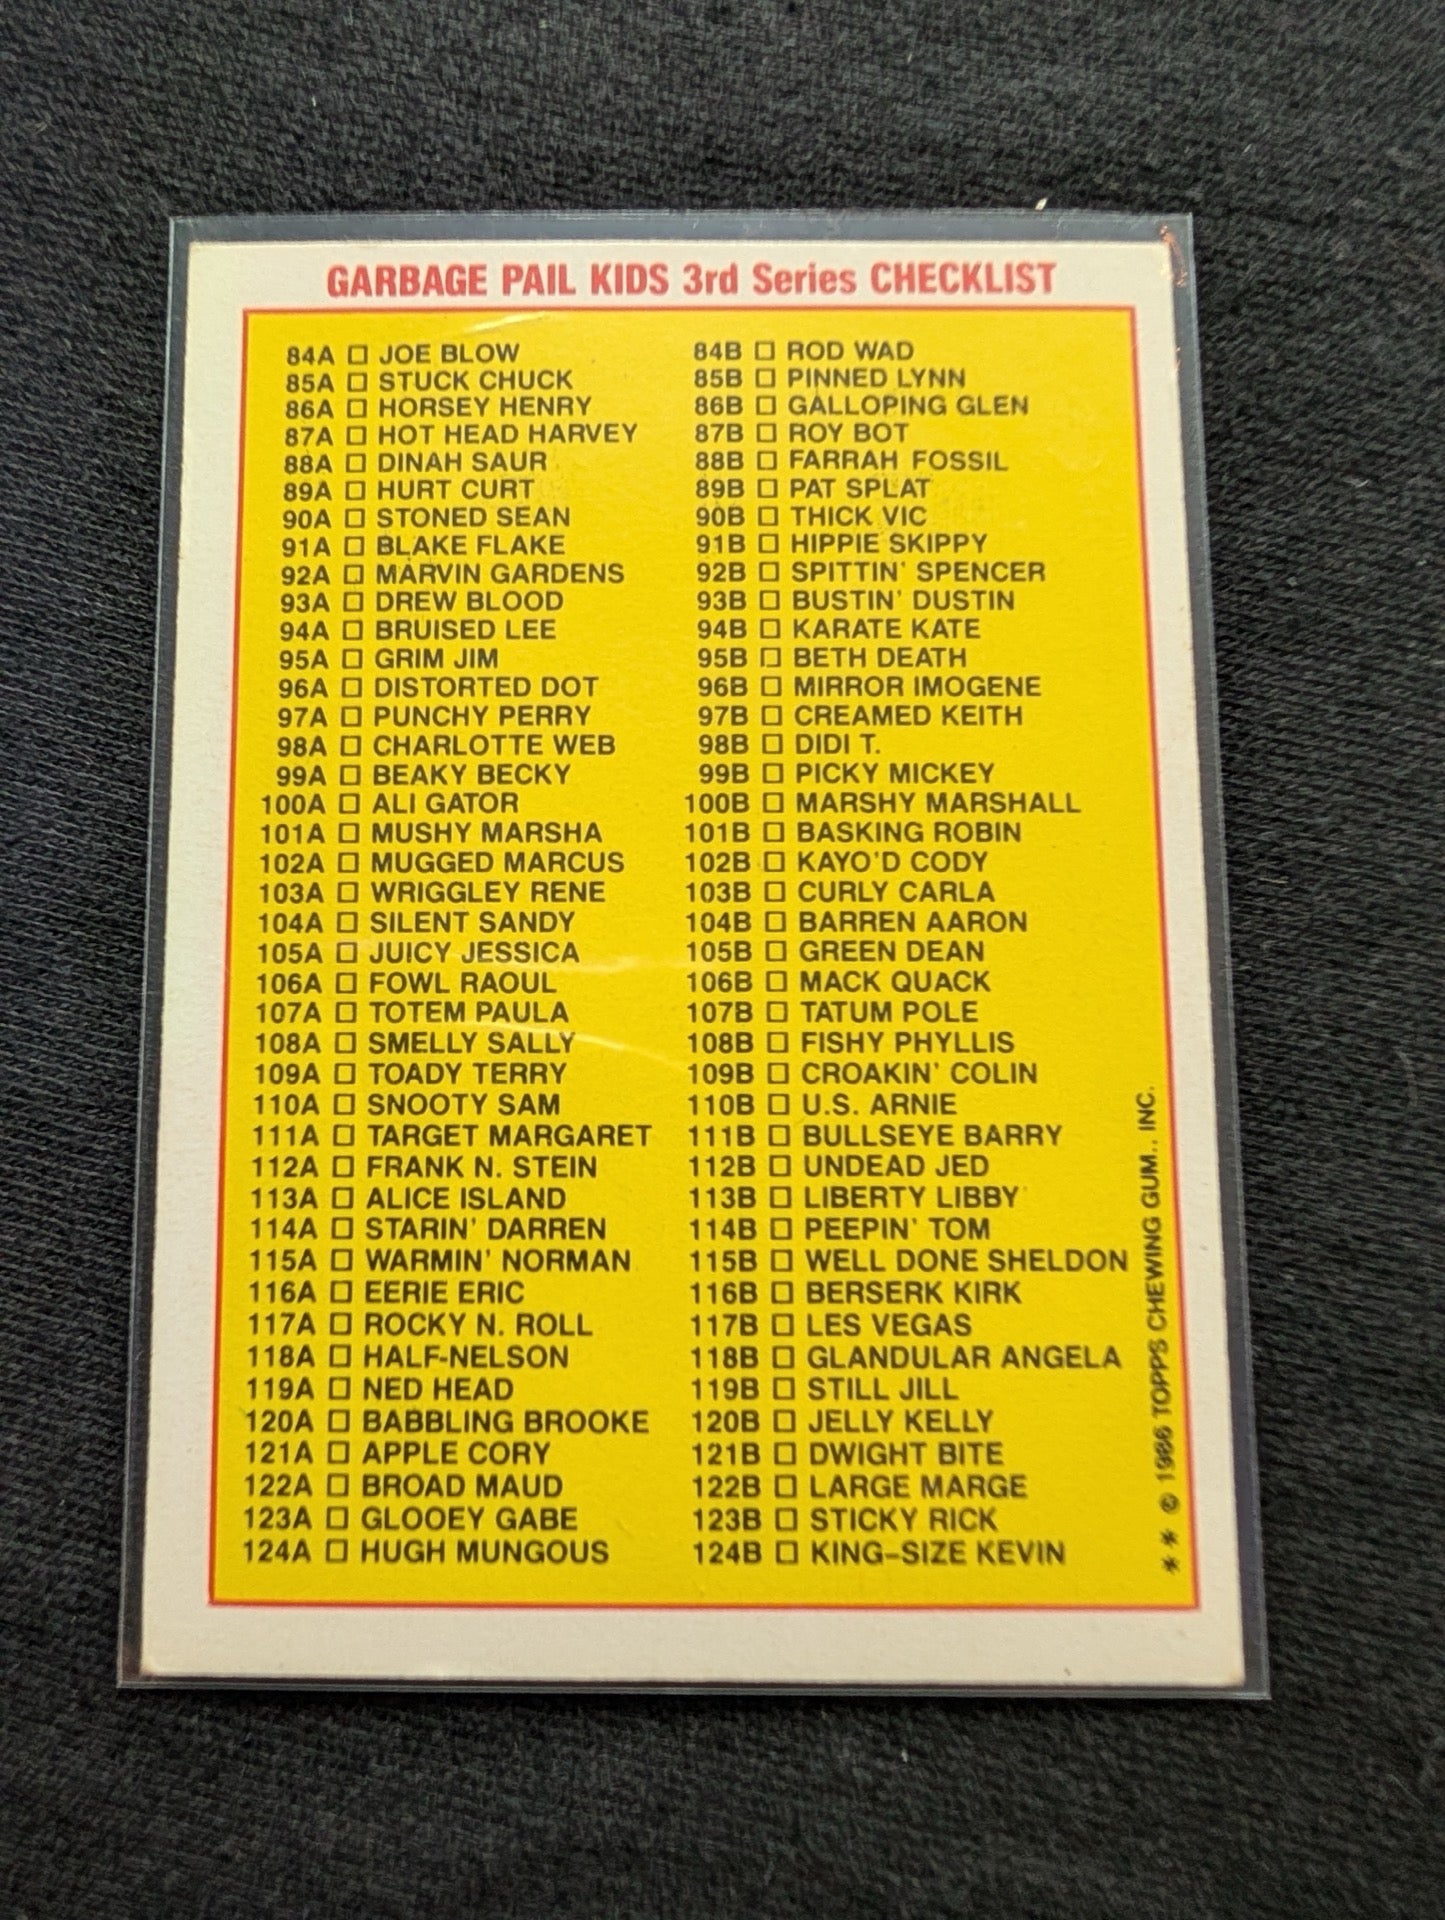 GARBAGE PAIL KIDS 3rd Series CHECKLIST
84A □ JOE BLOW
85A □ STUCK CHUCK
86A □ HORSEY HENRY
87A □ HOT HEAD HARVEY
88A □ DINAH SAUR
89A □ HURT CURT
90A □ STONED SEAN
91A □ BLAKE FLAKE
92A □ MARVIN GARDENS
93A □ DREW BLOOD
94A □ BRUISED LEE
95A □ GRIM JIM
96A □ DISTORTED DOT
97A □ PUNCHY PERRY
98A □ CHARLOTTE WEB
99A □ BEAKY BECKY
100A □ ALI GATOR
101A □ MUSHY MARSHA
102A □ MUGGED MARCUS
103A □ WRIGGLEY RENE
104A □ SILENT SANDY
105A □ JUICY JESSICA
106A □ FOWL RAOUL
107A □ TOTEM PAULA
108A □ SMELLY SALLY
109A □ TOADY TERRY
110A □ SNOOTY SAM
111A □ TARGET MARGARET
112A □ FRANK N. STEIN
113A □ ALICE ISLAND
114A □ STARIN' DARREN
115A □ WARMIN' NORMAN
116A □ EERIE ERIC
117A □ ROCKY N. ROLL
118A □ HALF-NELSON
119A □ NED HEAD
120A □ BABBLING BROOKE
121A □ APPLE CORY
122A □ BROAD MAUD
123A □ GLOOEY GABE
124A □ HUGH MUNGOUS
84B □ ROD WAD
85B □ PINNED LYNN
86B □ GALLOPING GLEN
87B □ ROY BOT
88B □ FARRAH FOSSIL
89B □ PAT SPLAT
90B □ THICK VIC
91B □ HIPPIE SKIPPY
92B □ SPITTIN' SPENCER
93B □ BUSTIN' DUSTIN
94B □ KARATE KATE
95B □ BETH DEATH
96B □ MIRROR IMOGENE
97B □ CREAMED KEITH
98B □ DIDI T.
99B □ PICKY MICKEY
100B □ MARSHY MARSHALL
101B □ BASKING ROBIN
102B □ KAYO'D CODY
103B □ CURLY CARLA
104B □ BARREN AARON
105B □ GREEN DEAN
106B □ MACK QUACK
107B □ TATUM POLE
108B □ FISHY PHYLLIS
109B □ CROAKIN' COLIN
110B □ U.S. ARNIE
111B □ BULLSEYE BARRY
112B □ UNDEAD JED
113B □ LIBERTY LIBBY
114B □ PEEPIN' TOM
115B □ WELL DONE SHELDON
116B □ BERSERK KIRK
117B □ LES VEGAS
118B □ GLANDULAR ANGELA
119B □ STILL JILL
120B □ JELLY KELLY
121B □ DWIGHT BITE
122B □ LARGE MARGE
123B □ STICKY RICK
124B □ KING-SIZE KEVIN
** © 1986 TOPPS CHEWING GUM., INC.